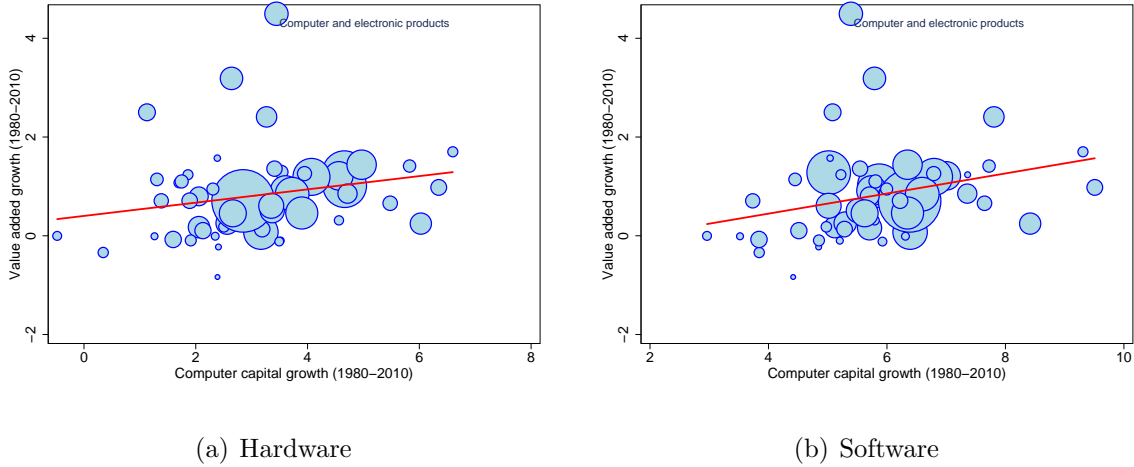 Computer and electronic products
Value added growth (1980−2010)
4
2
0
−2
0 2 4 6 8
Computer capital growth (1980−2010)
(a) Hardware
Computer and electronic products
Value added growth (1980−2010)
4
2
0
−2
2 4 6 8 10
Computer capital growth (1980−2010)
(b) Software